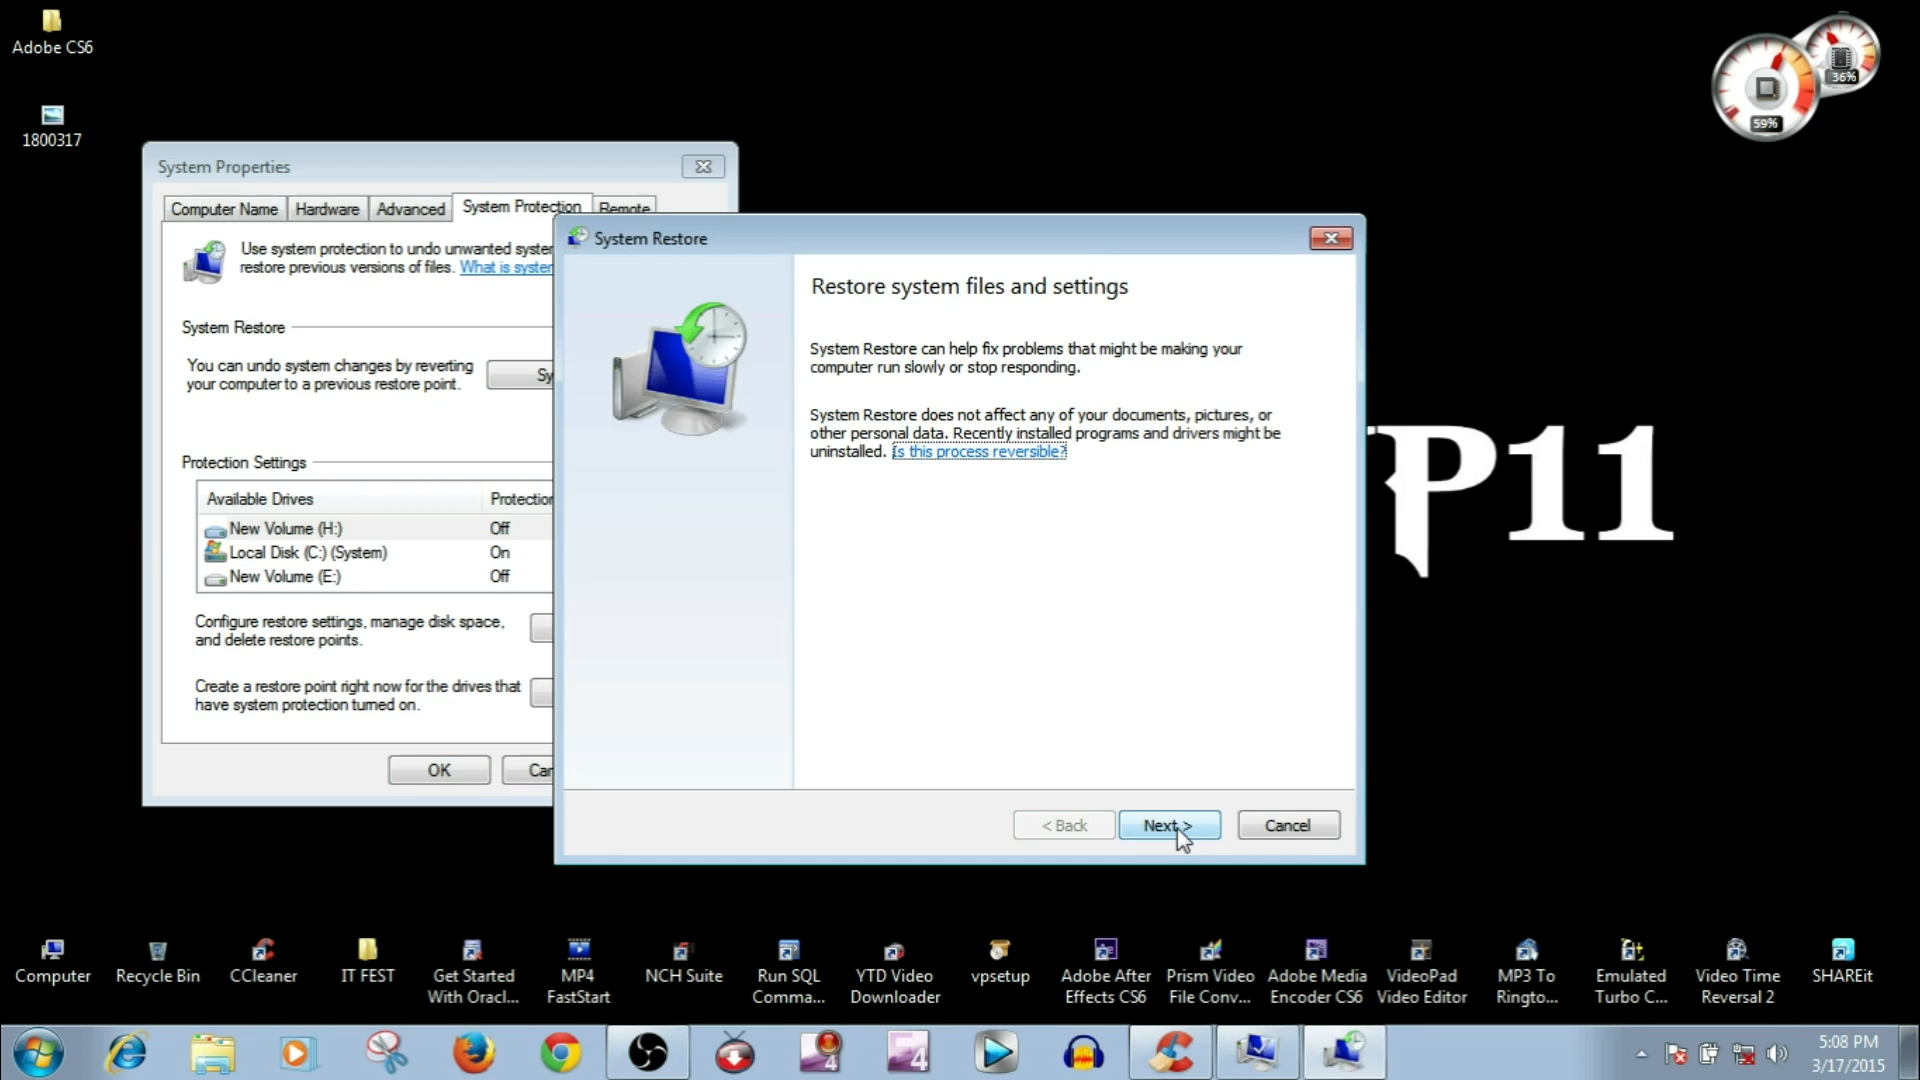 Adobe CS6
1800317
36%
59%
System Properties
Computer Name
Hardware
Advanced
System Protection
Remote
Use system protection to undo unwanted
restore previous versions of files. What is
System Restore
You can undo system changes by reverting
your computer to a previous restore point.
Protection Settings
Available Drives
Protection
New Volume (H:)
Off
Local Disk (C:) (System)
On
New Volume (E:)
Off
Configure restore settings, manage disk space,
and delete restore points.
Create a restore point right now for the drives that
have system protection turned on.
OK
System Restore
Restore system files and settings
System Restore can help fix problems that might be making your
computer run slowly or stop responding.
System Restore does not affect any of your documents, pictures, or
other personal data. Recently installed programs and drivers might be
uninstalled. Is this process reversible?
< Back
Next >
Cancel
P11
Computer
Recycle Bin
CCleaner
IT FEST
Get Started
With Oracl...
MP4
FastStart
NCH Suite
Run SQL
Comma...
YTD Video
Downloader
vpsetup
Adobe After
Effects CS6
Prism Video
File Conv...
Adobe Media
Encoder CS6
VideoPad
Video Editor
MP3 To
Ringto...
Emulated
Turbo C...
Video Time
Reversal 2
SHAREit
5:08 PM
3/17/2015